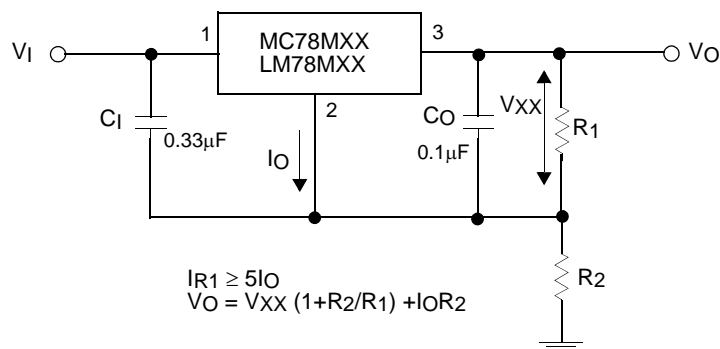 MC78MXX
LM78MXX
1
3
2
VI
VO
CI
0.33μF
IO
CO
0.1μF
VXX
R1
R2
IR1 ≥ 5IO
VO = VXX (1+R2/R1) +IOR2